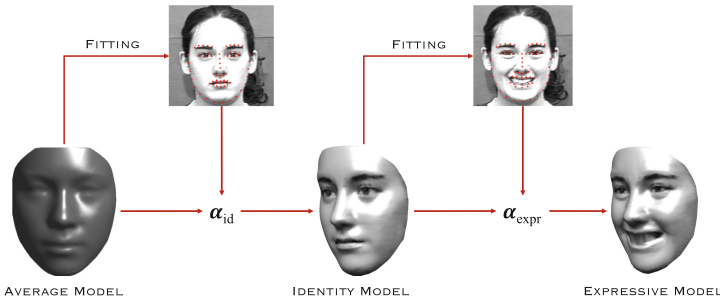 FITTING
FITTING
α_id
α_expr
AVERAGE MODEL
IDENTITY MODEL
EXPRESSIVE MODEL